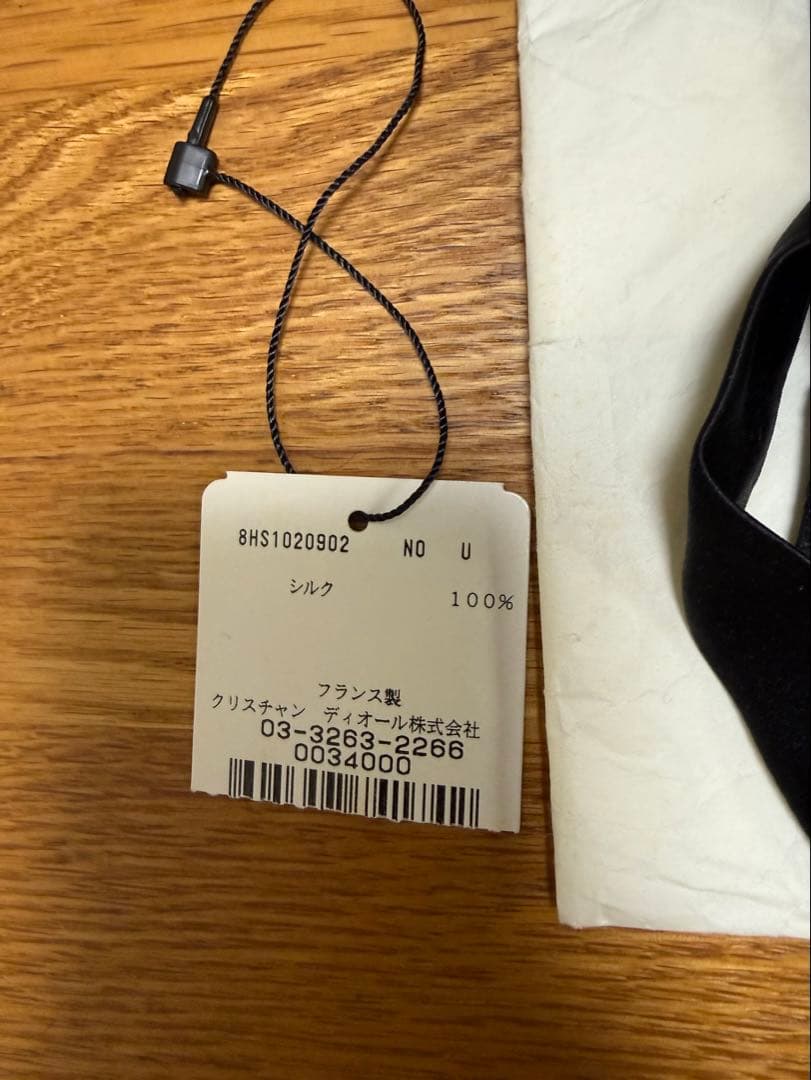 8HS1020902 NO U
シルク 100%
フランス製
クリスチャン ディオール株式会社
03-3263-2266
0034000